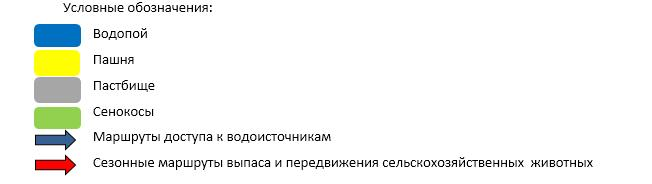 Условные обозначения:
Водопой
Пашня
Пастбище
Сенокосы
Маршруты доступа к водоисточникам
Сезонные маршруты выпаса и передвижения сельскохозяйственных животных